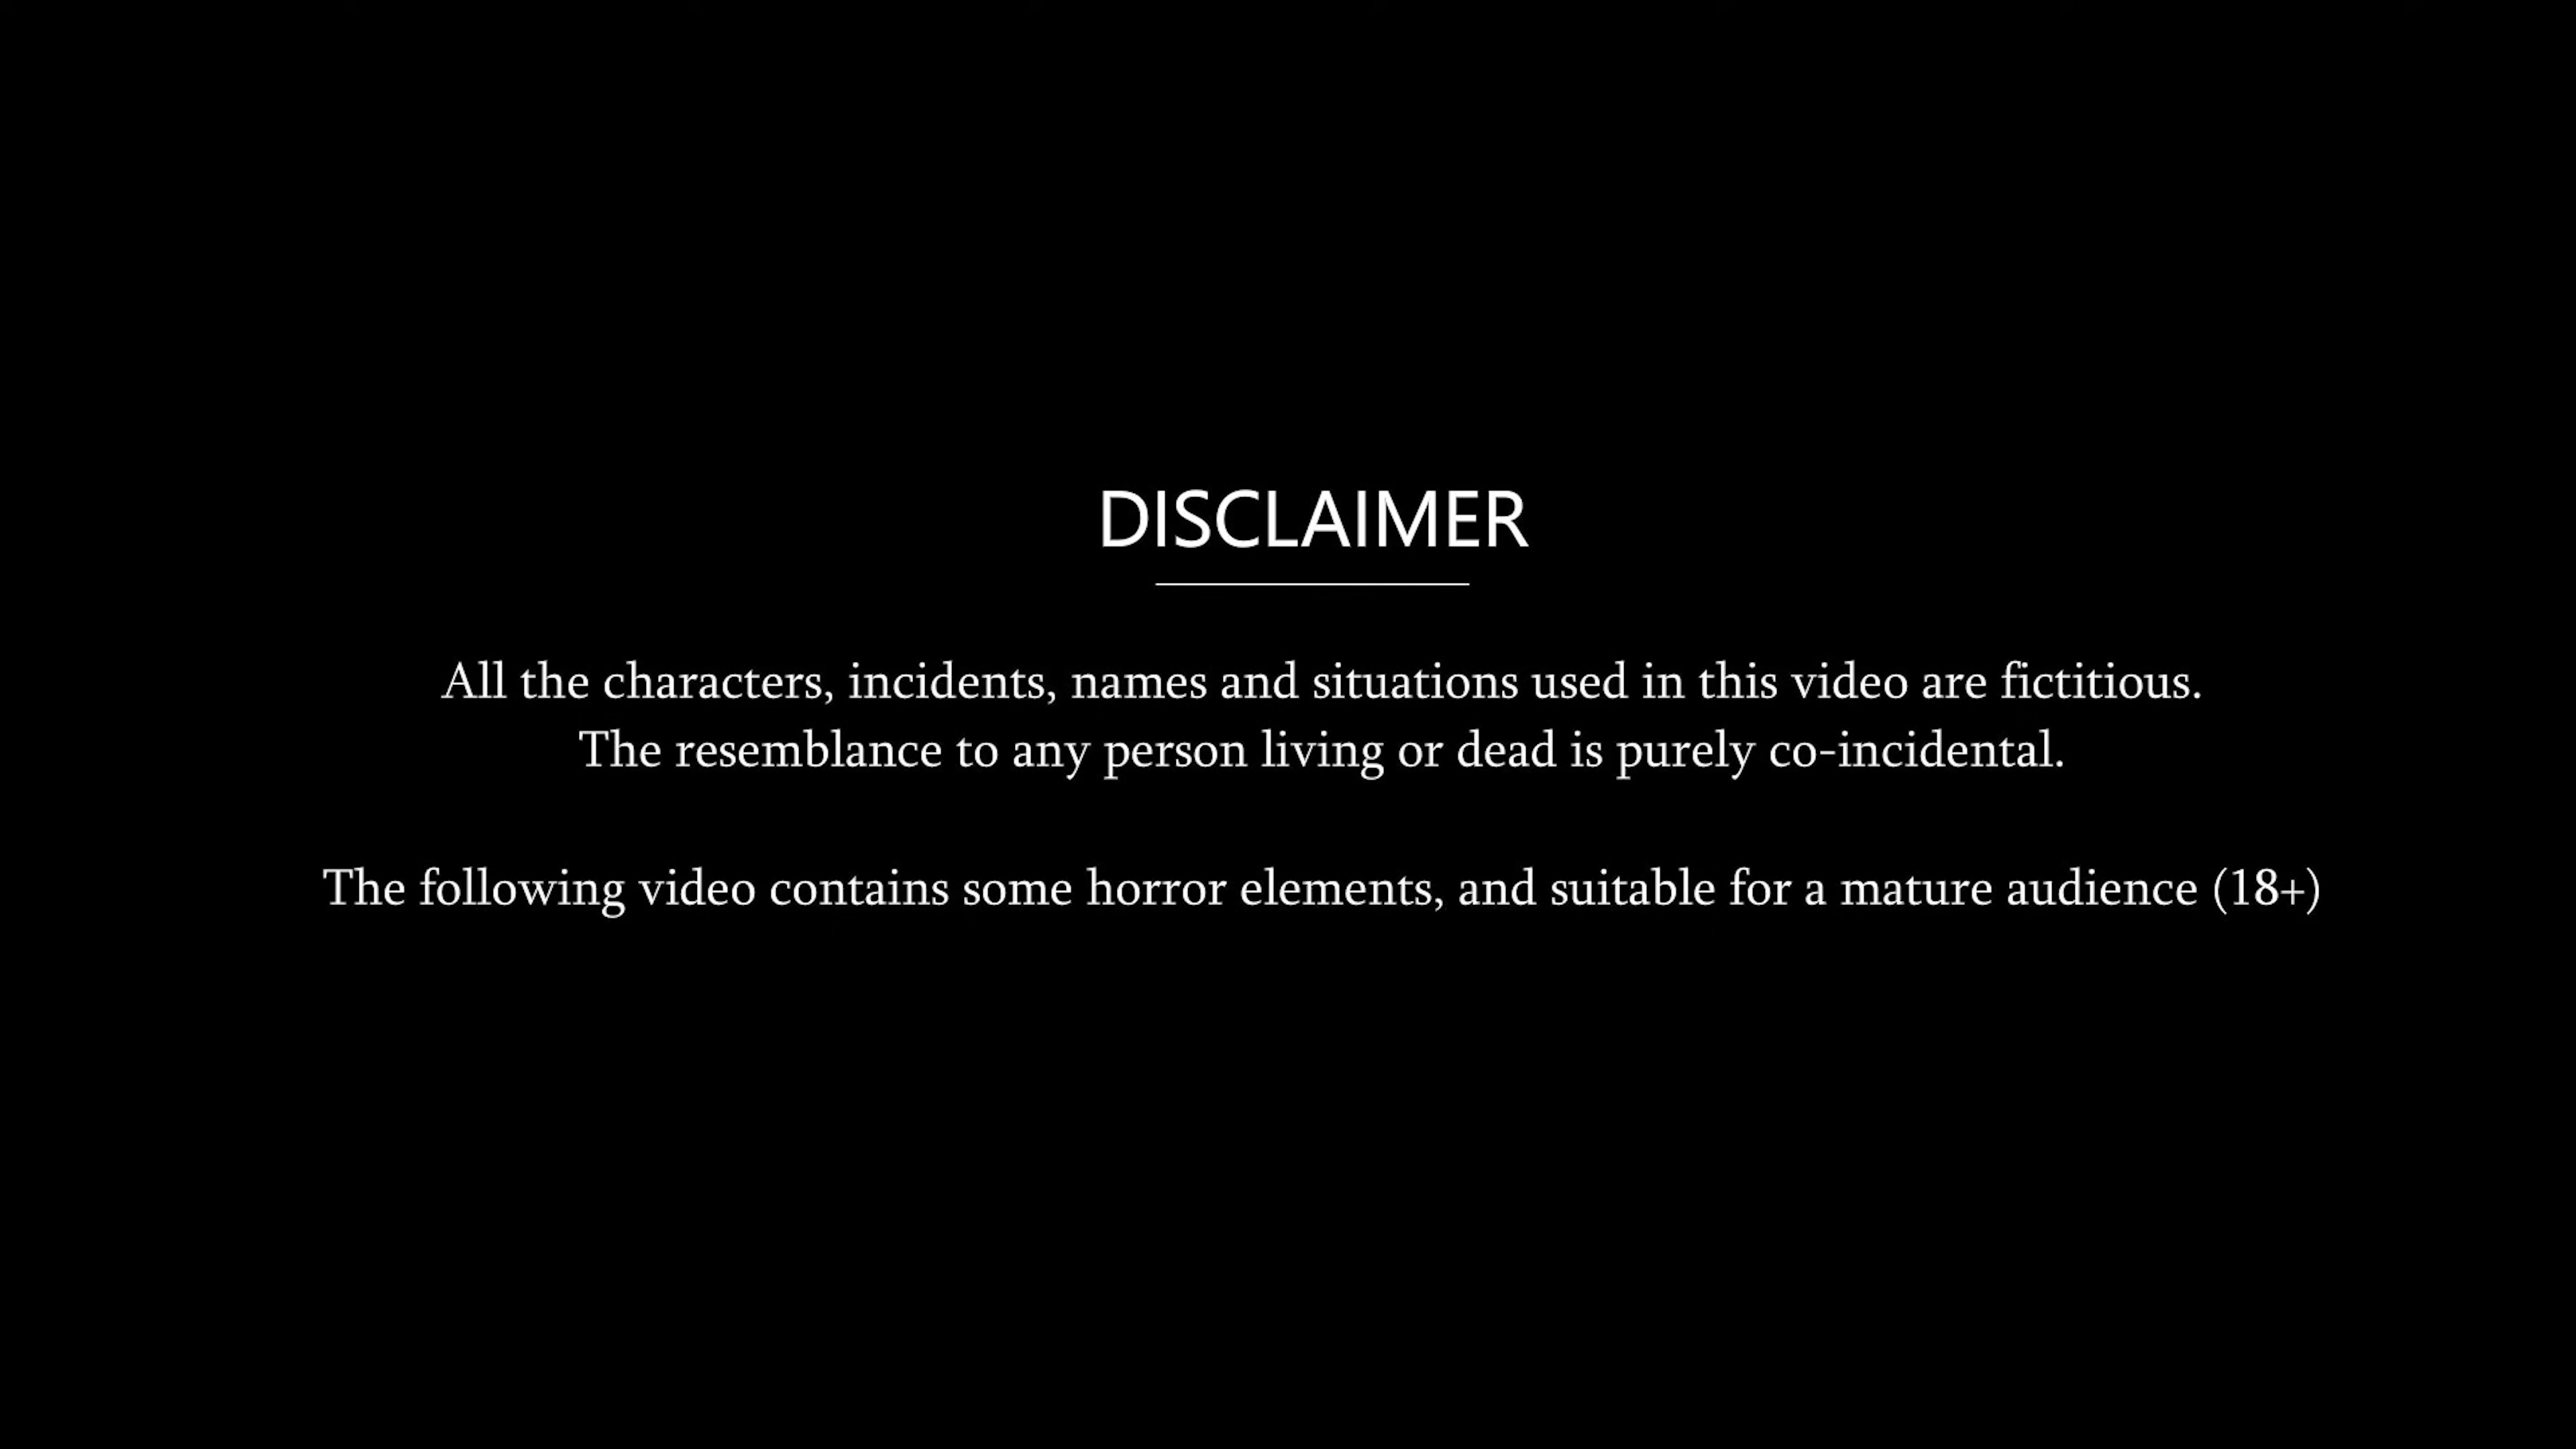 DISCLAIMER
All the characters, incidents, names and situations used in this video are fictitious.
The resemblance to any person living or dead is purely co-incidental.
The following video contains some horror elements, and suitable for a mature audience (18+)